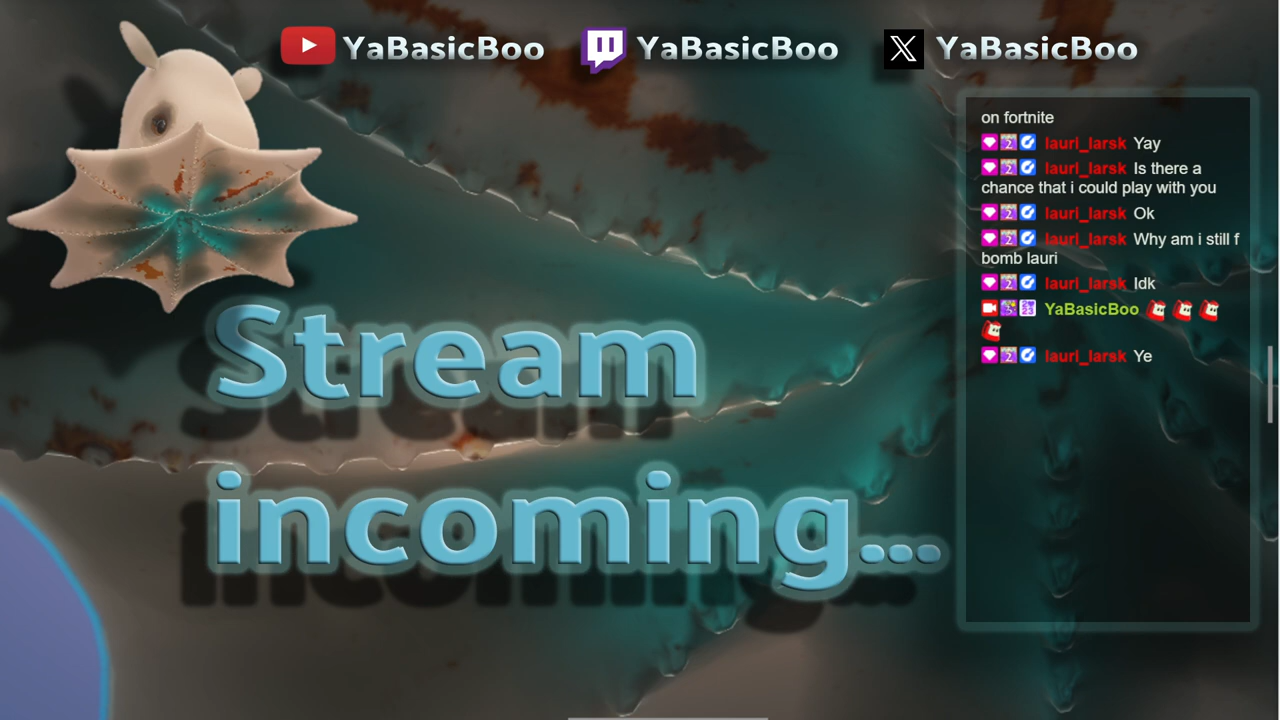 YaBasicBoo YaBasicBoo YaBasicBoo
Stream
incoming...
on fortnite
lauri_larsk Yay
lauri_larsk Is there a
chance that i could play with you
lauri_larsk Ok
lauri_larsk Why am i still f
bomb lauri
lauri_larsk Idk
YaBasicBoo
lauri_larsk Ye